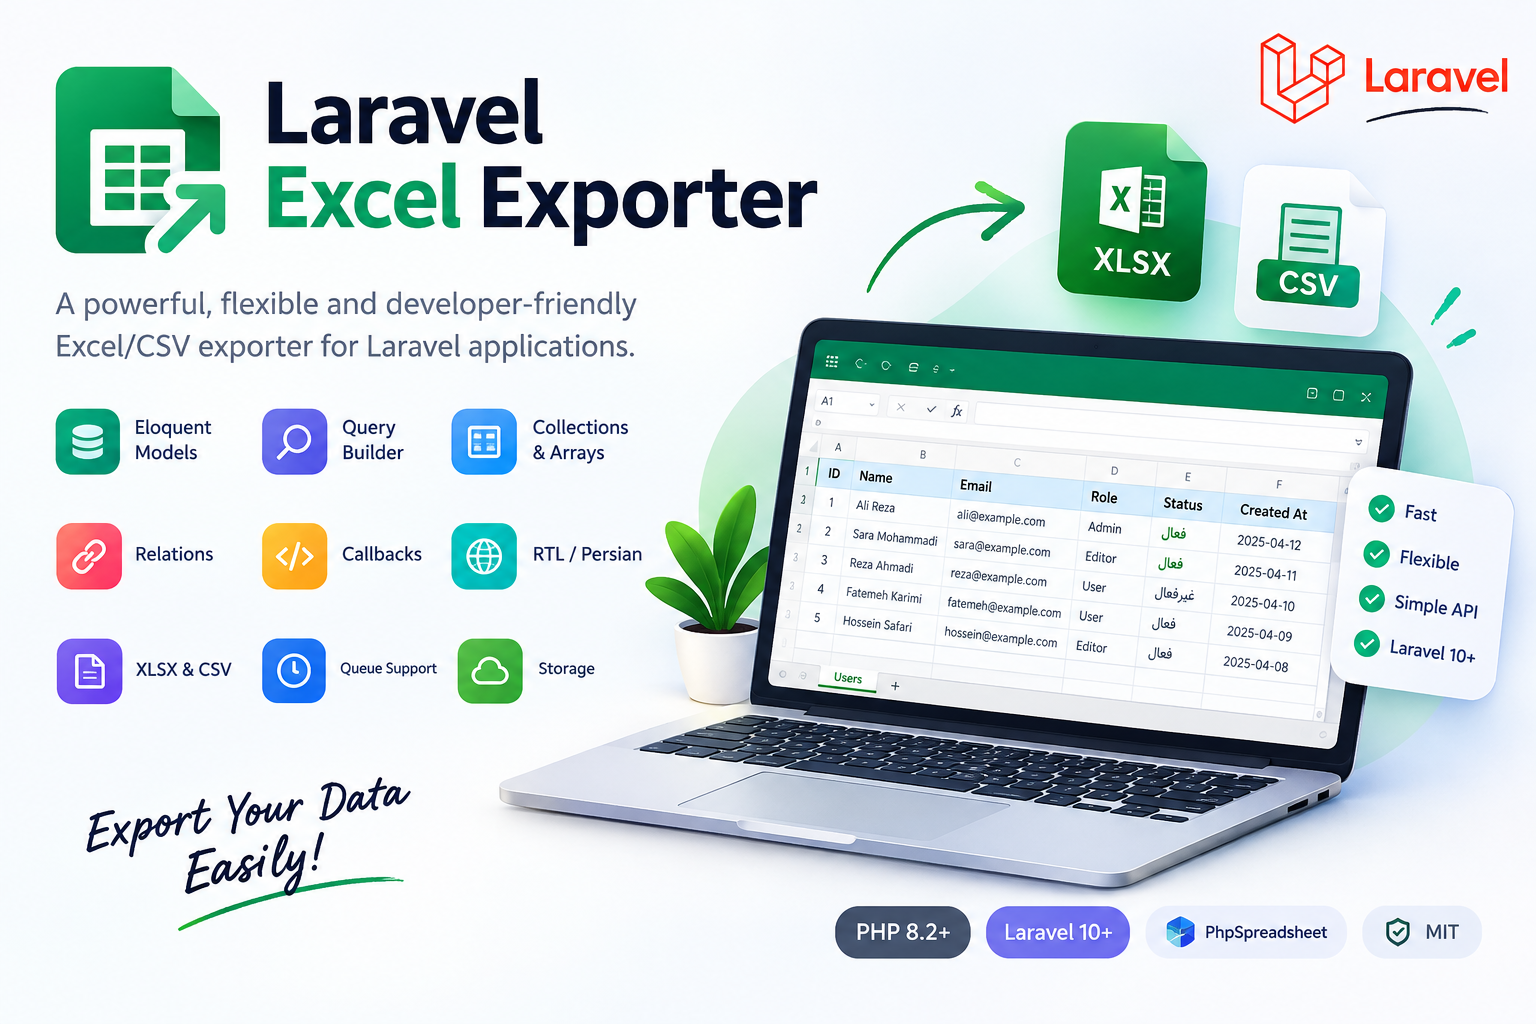 Laravel
Excel Exporter
A powerful, flexible and developer-friendly
Excel/CSV exporter for Laravel applications.
Eloquent
Models
Query
Builder
Collections
& Arrays
Relations
Callbacks
RTL / Persian
XLSX & CSV
Queue Support
Storage
Export Your Data
Easily!
Laravel
X
XLSX
CSV
A1
fx
A B C D E F
1 ID Name Email Role Status Created At
2 1 Ali Reza ali@example.com Admin فعال 2025-04-12
2 2 Sara Mohammadi sara@example.com Editor فعال 2025-04-11
3 3 Reza Ahmadi reza@example.com User غیرفعال 2025-04-10
2 4 Fatemeh Karimi fatemeh@example.com User فعال 2025-04-09
3 5 Hossein Safari hossein@example.com Editor فعال 2025-04-08
Users +
Fast
Flexible
Simple API
Laravel 10+
PHP 8.2+
Laravel 10+
PhpSpreadsheet
MIT